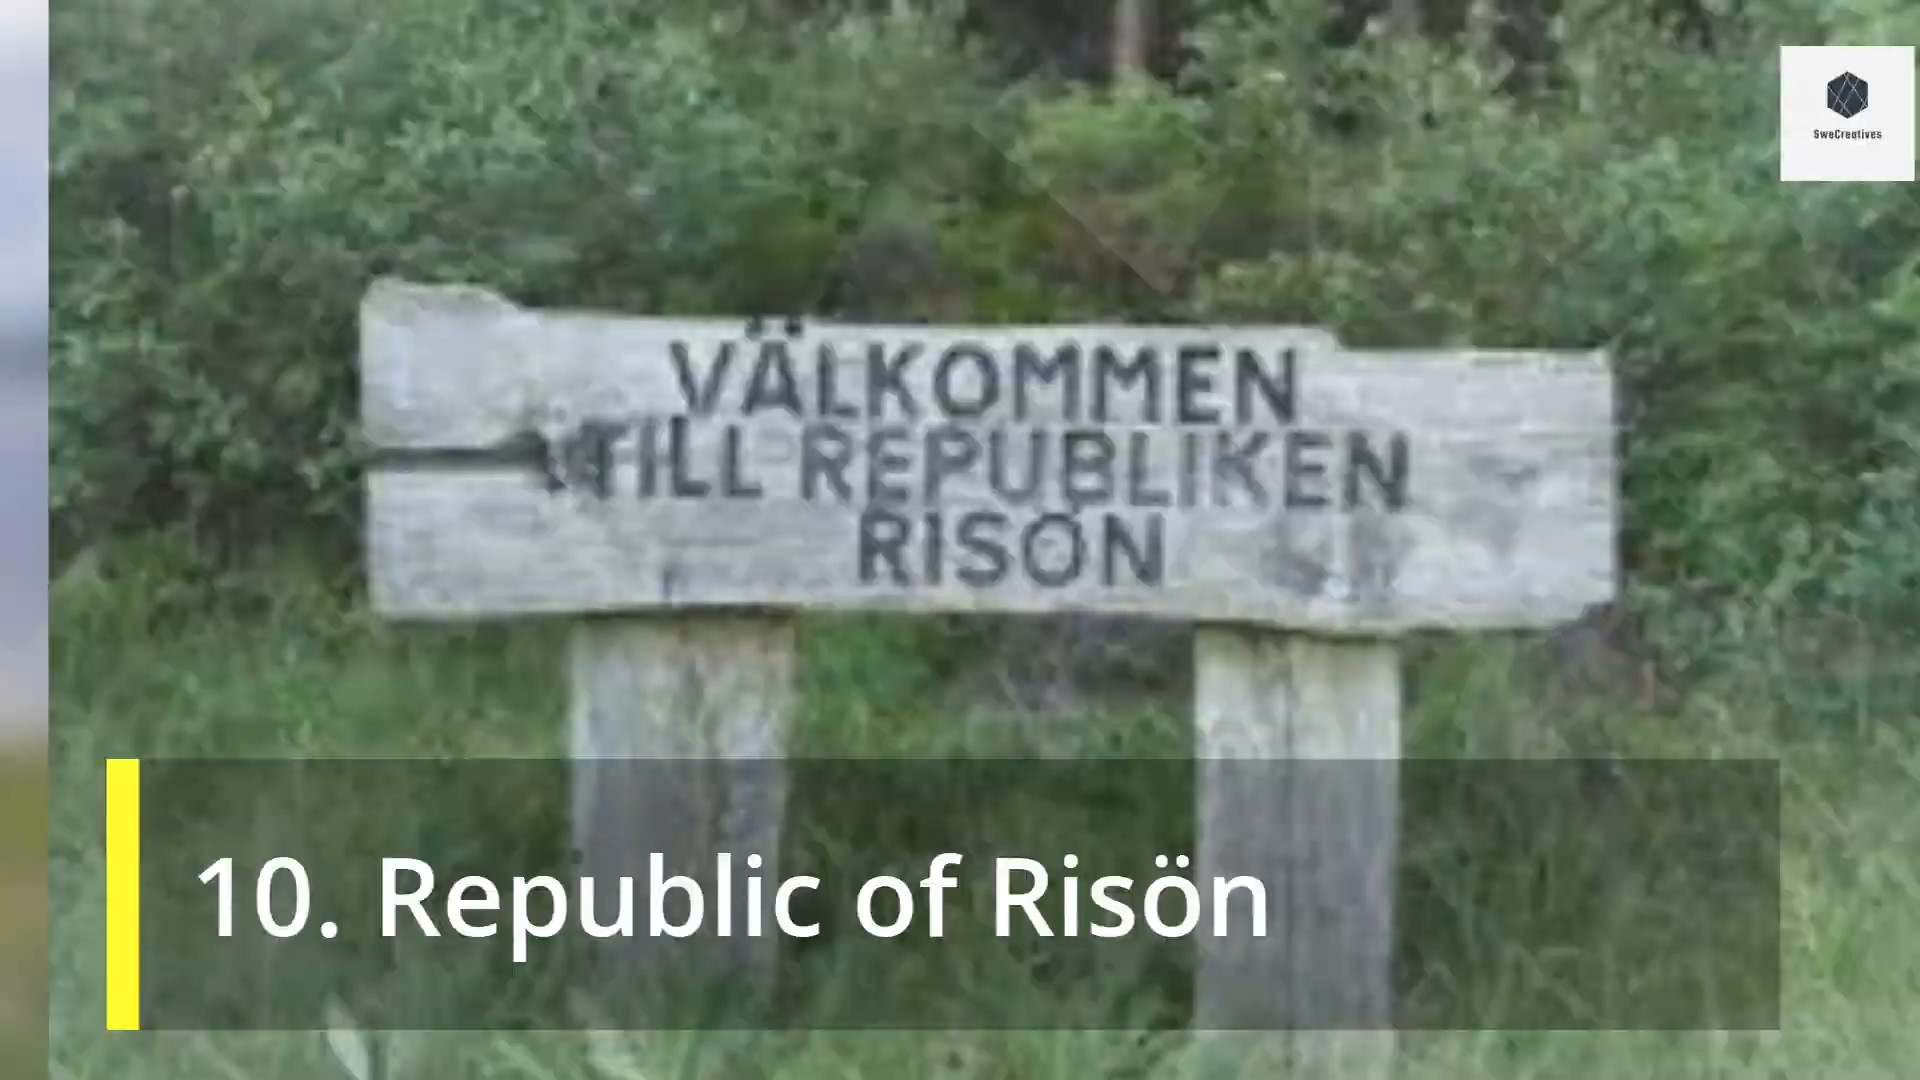 SweCreatives
VÄLKOMMEN
TILL REPUBLIKEN
RISÖN
10. Republic of Risön